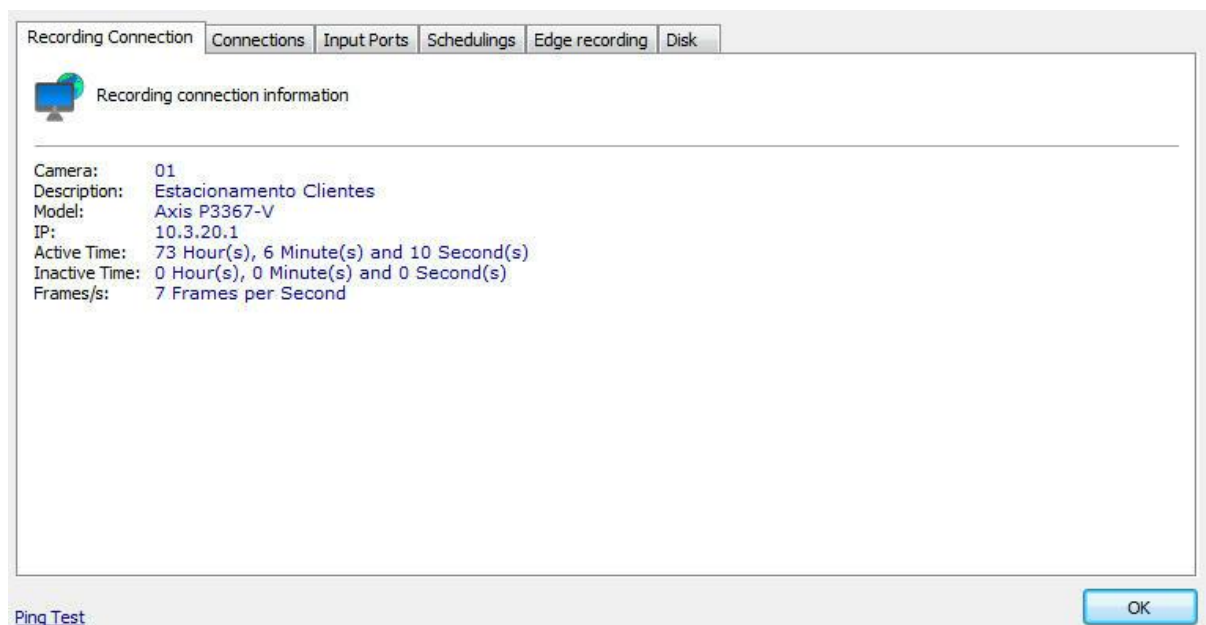 Recording Connection Connections Input Ports Schedulings Edge recording Disk
Recording connection information
Camera: 01
Description: Estacionamento Clientes
Model: Axis P3367-V
IP: 10.3.20.1
Active Time: 73 Hour(s), 6 Minute(s) and 10 Second(s)
Inactive Time: 0 Hour(s), 0 Minute(s) and 0 Second(s)
Frames/s: 7 Frames per Second
OK
Ping Test